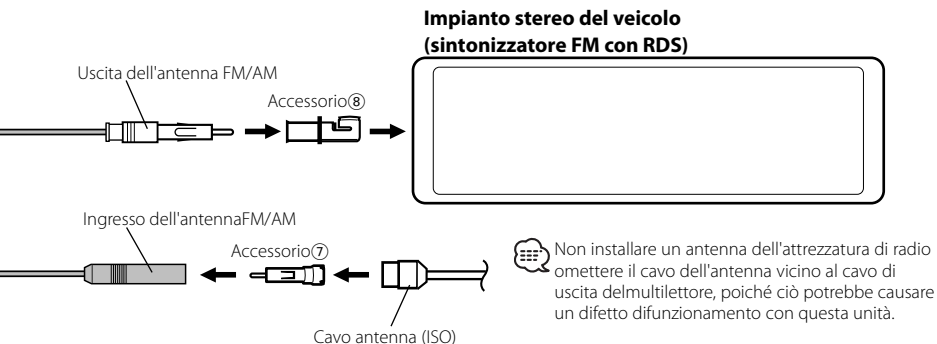 Impianto stereo del veicolo
(sintonizzatore FM con RDS)
Uscita dell'antenna FM/AM
Accessorio⑧
Ingresso dell'antennaFM/AM
Accessorio⑦
Cavo antenna (ISO)
Non installare un antenna dell'attrezzatura di radio
omettere il cavo dell'antenna vicino al cavo di
uscita delmultilettore, poiché ciò potrebbe causare
un difetto difunzionamento con questa unità.